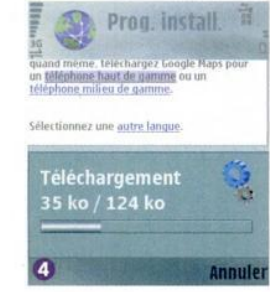 3G
Prog. install.
quand même, téléchargez Google Maps pour
un téléphone haut de gamme ou un
téléphone milieu de gamme.
Sélectionnez une autre langue.
Téléchargement
35 ko / 124 ko
4
Annuler